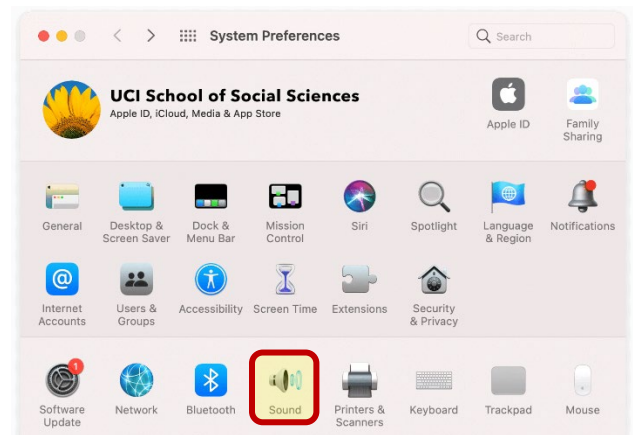 System Preferences
Search
UCI School of Social Sciences
Apple ID, iCloud, Media & App Store
Apple ID
Family
Sharing
General
Desktop &
Screen Saver
Dock &
Menu Bar
Mission
Control
Siri
Spotlight
Language
& Region
Notifications
Internet
Accounts
Users &
Groups
Accessibility
Screen Time
Extensions
Security
& Privacy
1
Software
Update
Network
Bluetooth
Sound
Printers &
Scanners
Keyboard
Trackpad
Mouse